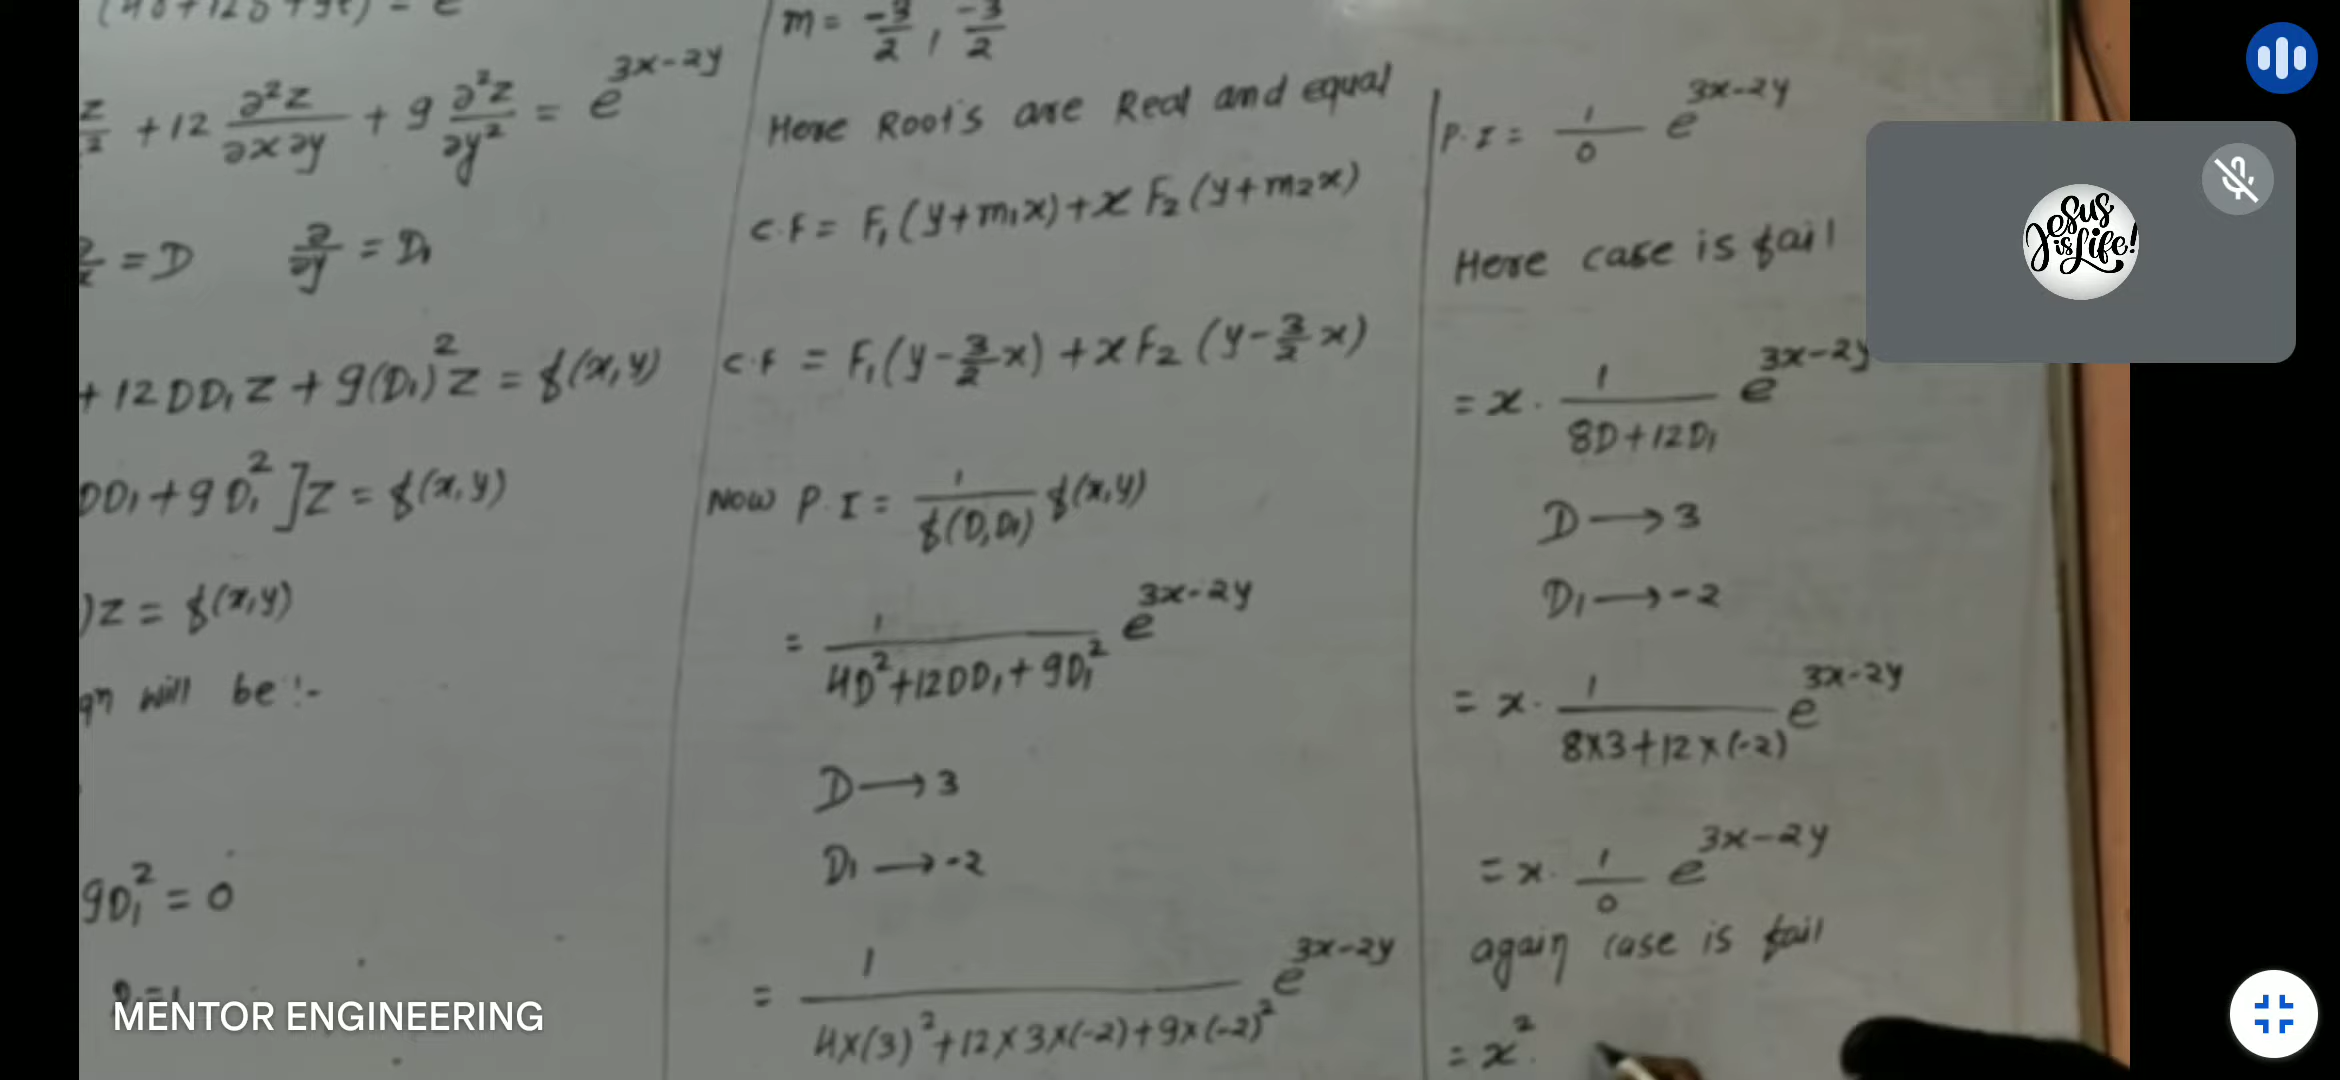 (4r+12s+9t) = e
z/2 + 12 ∂²z/∂x∂y + 9 ∂²z/∂y² = e^(3x-2y)
∂/x = D    ∂/∂y = D₁
+ 12DD₁z + 9(D₁)²z = f(x,y)
DD₁ + 9D₁²]z = f(x,y)
)z = f(x,y)
qn will be :-
9D₁² = 0
MENTOR ENGINEERING
m = -3/2 , -3/2
Here Root's are Real and equal
C.F = F₁(y+m₁x) + x F₂(y+m₂x)
C.F = F₁(y-3/2x) + x F₂(y-3/2x)
Now P.I = 1/f(D,D₁) f(x,y)
= 1/(4D²+12DD₁+9D₁²) e^(3x-2y)
D → 3
D₁ → -2
= 1/(4×(3)²+12×3×(-2)+9×(-2)²) e^(3x-2y)
P.I = 1/0 e^(3x-2y)
Here case is fail
= x. 1/(8D+12D₁) e^(3x-2y)
D → 3
D₁ → -2
= x. 1/(8×3+12×(-2)) e^(3x-2y)
= x. 1/0 e^(3x-2y)
again case is fail
= x².
Jesus is Life!